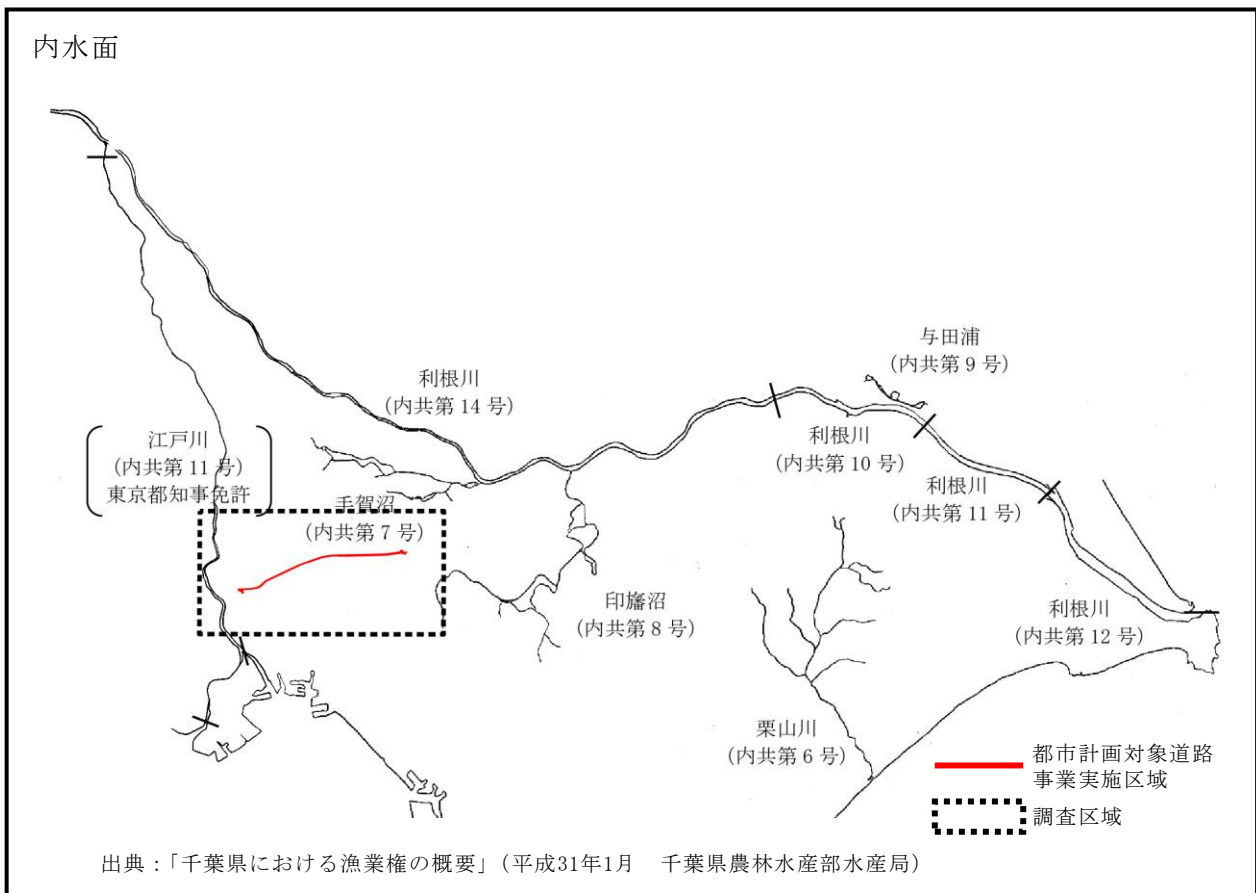 内水面
与田浦
(内共第 9 号)
利根川
(内共第 14 号)
江戸川
(内共第 11 号)
東京都知事免許
利根川
(内共第 10 号)
利根川
(内共第 11 号)
手賀沼
(内共第 7 号)
印旛沼
(内共第 8 号)
利根川
(内共第 12 号)
栗山川
(内共第 6 号)
都市計画対象道路
事業実施区域
調査区域
出典：「千葉県における漁業権の概要」（平成31年1月　千葉県農林水産部水産局）